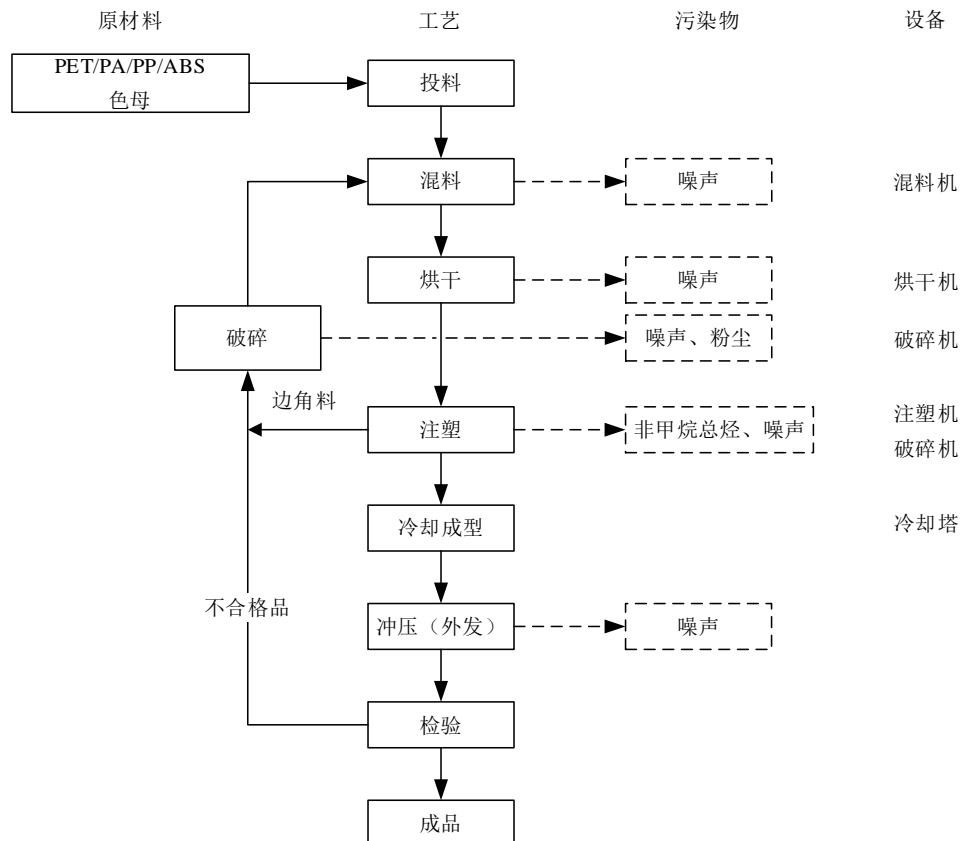 原材料
工艺
污染物
设备
PET/PA/PP/ABS
色母
投料
混料
噪声
混料机
烘干
噪声
烘干机
破碎
噪声、粉尘
破碎机
边角料
注塑
非甲烷总烃、噪声
注塑机
破碎机
冷却成型
冷却塔
不合格品
冲压（外发）
噪声
检验
成品